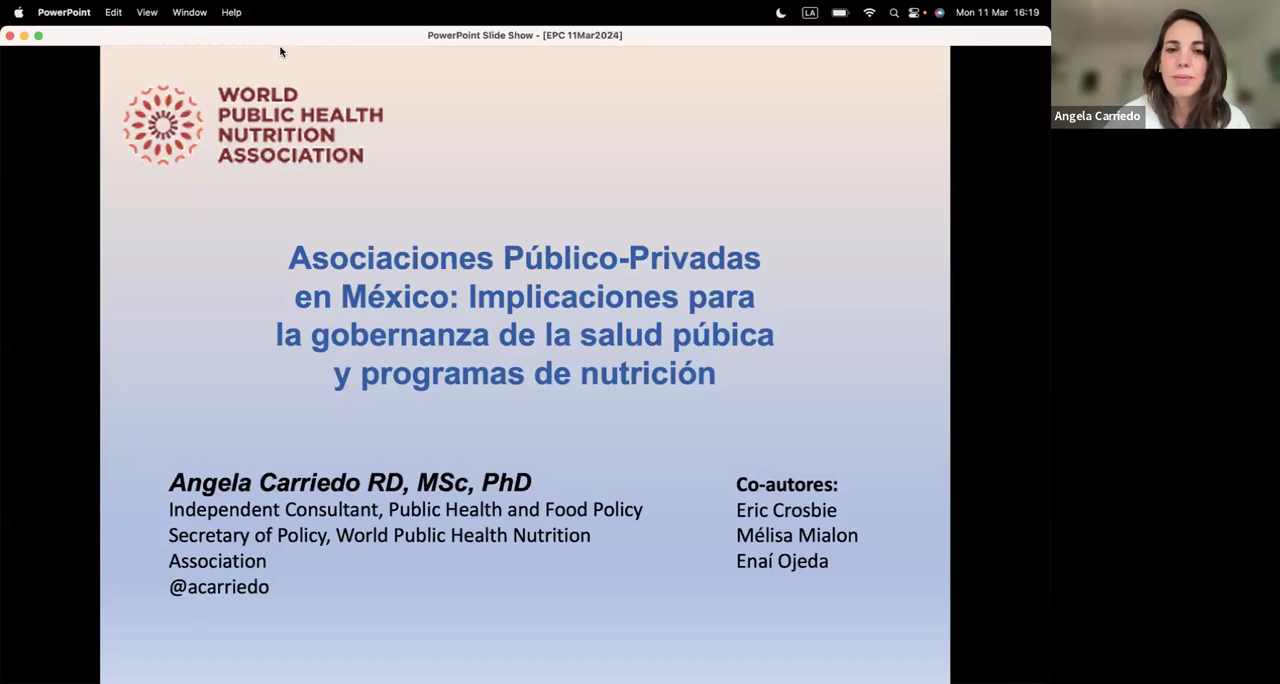 PowerPoint Edit View Window Help
LA
Mon 11 Mar 16:19
PowerPoint Slide Show - [EPC 11Mar2024]
WORLD
PUBLIC HEALTH
NUTRITION
ASSOCIATION
Angela Carriedo
Asociaciones Público-Privadas
en México: Implicaciones para
la gobernanza de la salud púbica
y programas de nutrición
Angela Carriedo RD, MSc, PhD
Independent Consultant, Public Health and Food Policy
Secretary of Policy, World Public Health Nutrition
Association
@acarriedo
Co-autores:
Eric Crosbie
Mélisa Mialon
Enaí Ojeda